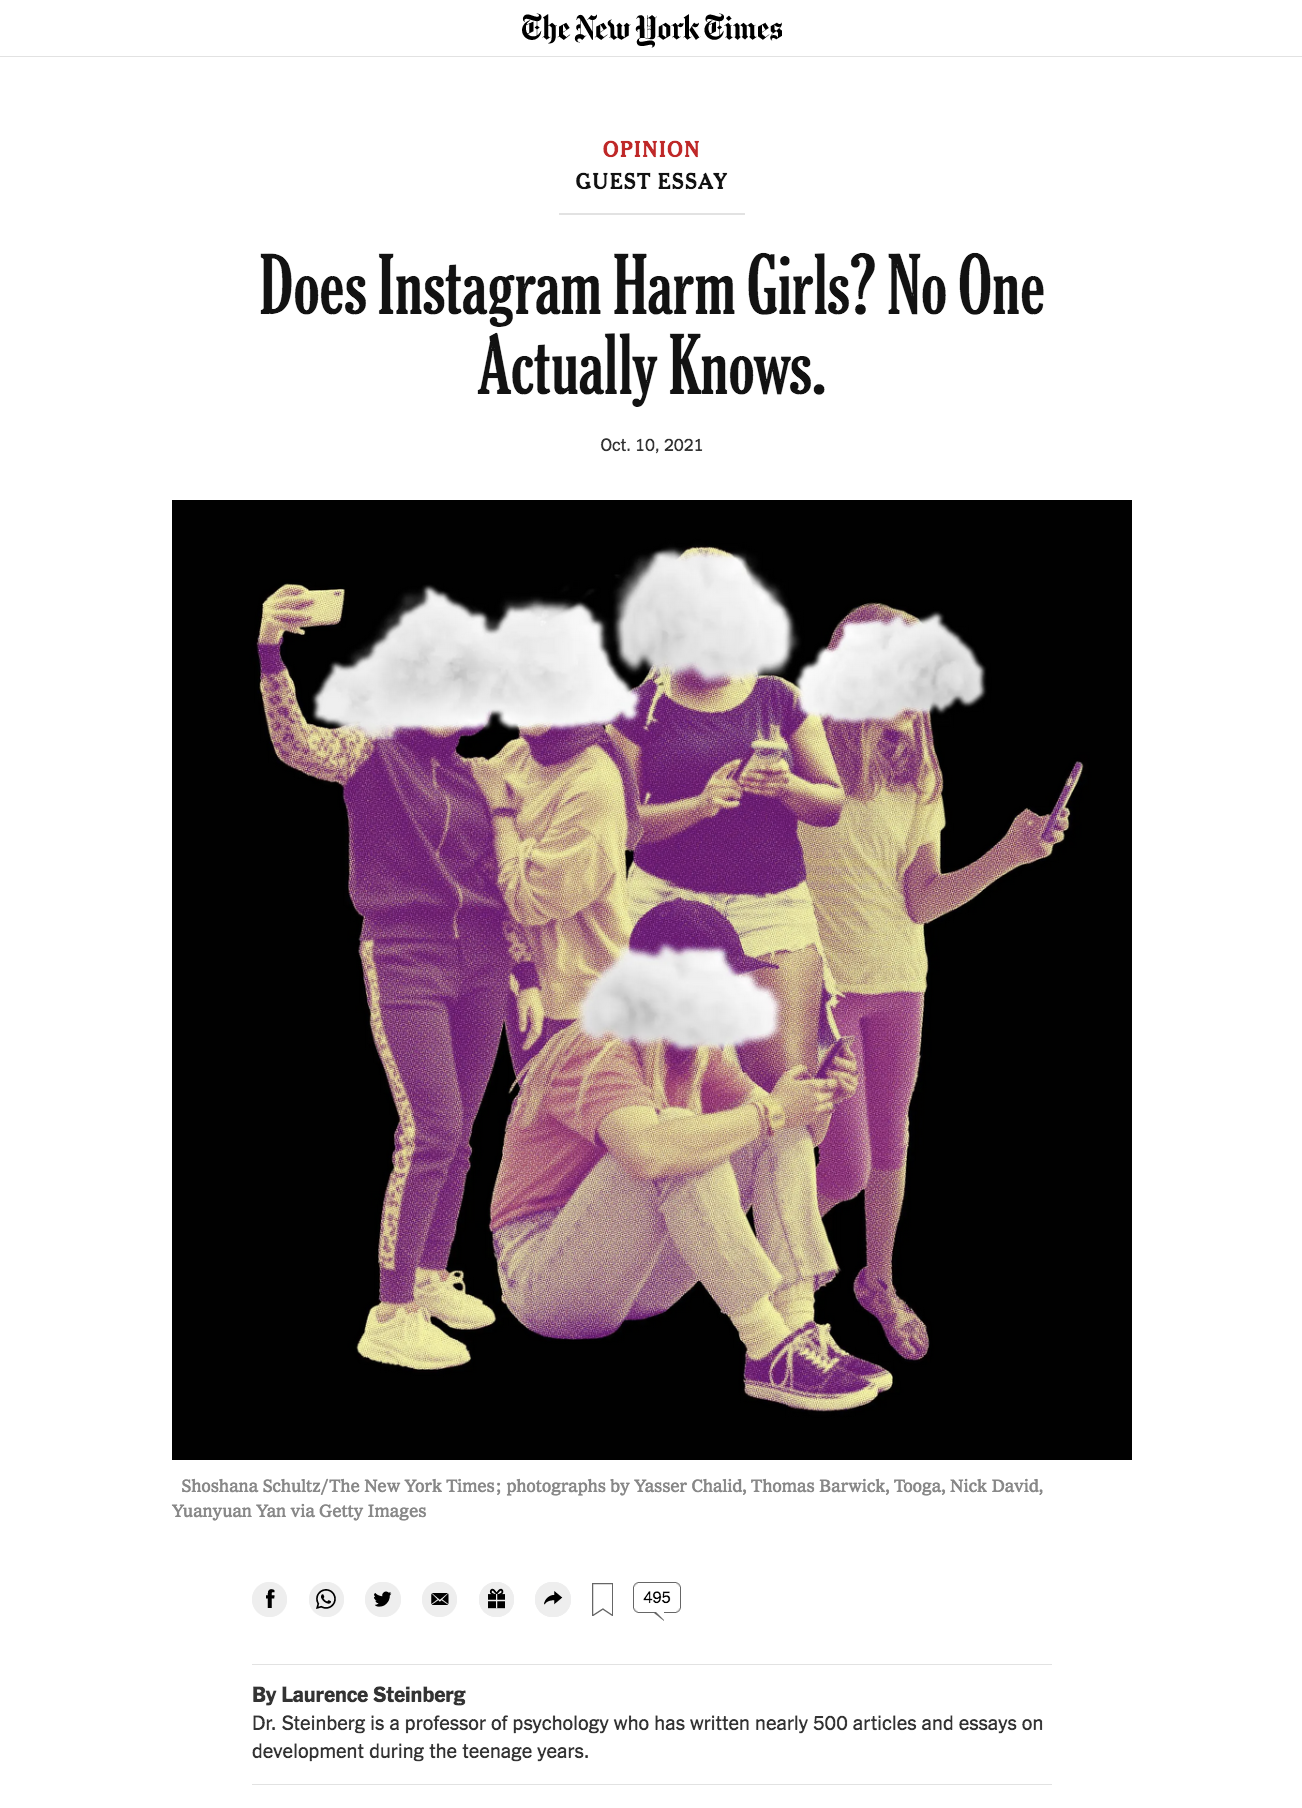 The New York Times
OPINION
GUEST ESSAY
Does Instagram Harm Girls? No One
Actually Knows.
Oct. 10, 2021
Shoshana Schultz/The New York Times; photographs by Yasser Chalid, Thomas Barwick, Tooga, Nick David,
Yuanyuan Yan via Getty Images
495
By Laurence Steinberg
Dr. Steinberg is a professor of psychology who has written nearly 500 articles and essays on
development during the teenage years.